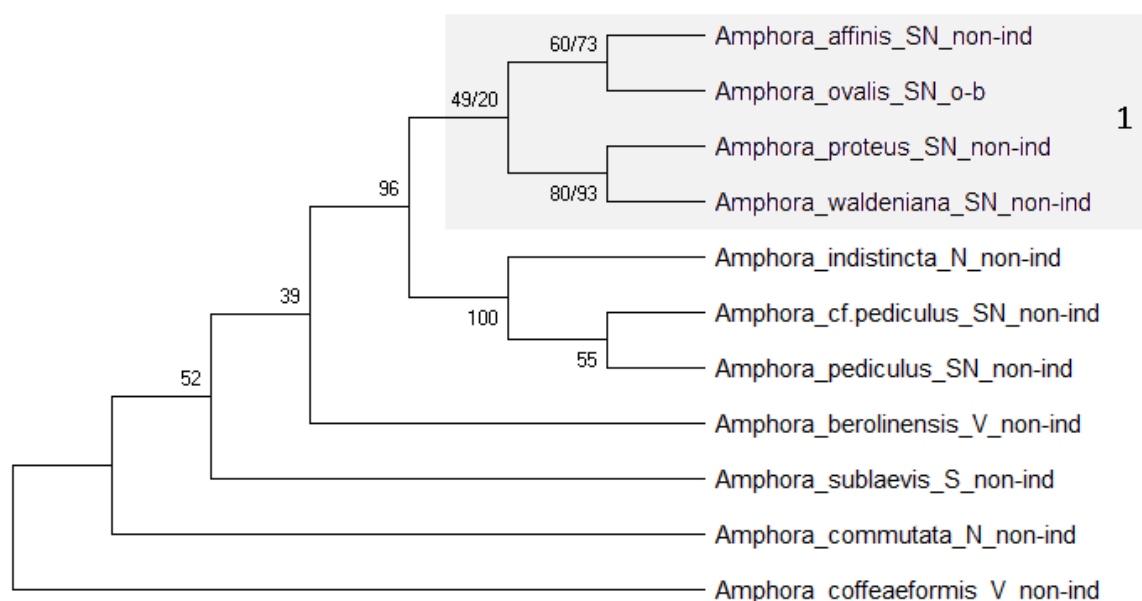 60/73
Amphora_affinis_SN_non-ind
49/20
Amphora_ovalis_SN_o-b
1
Amphora_proteus_SN_non-ind
96
80/93
Amphora_waldeniana_SN_non-ind
Amphora_indistincta_N_non-ind
39
100
Amphora_cf.pediculus_SN_non-ind
55
Amphora_pediculus_SN_non-ind
52
Amphora_berolinensis_V_non-ind
Amphora_sublaevis_S_non-ind
Amphora_commutata_N_non-ind
Amphora_coffeaeformis_V_non-ind